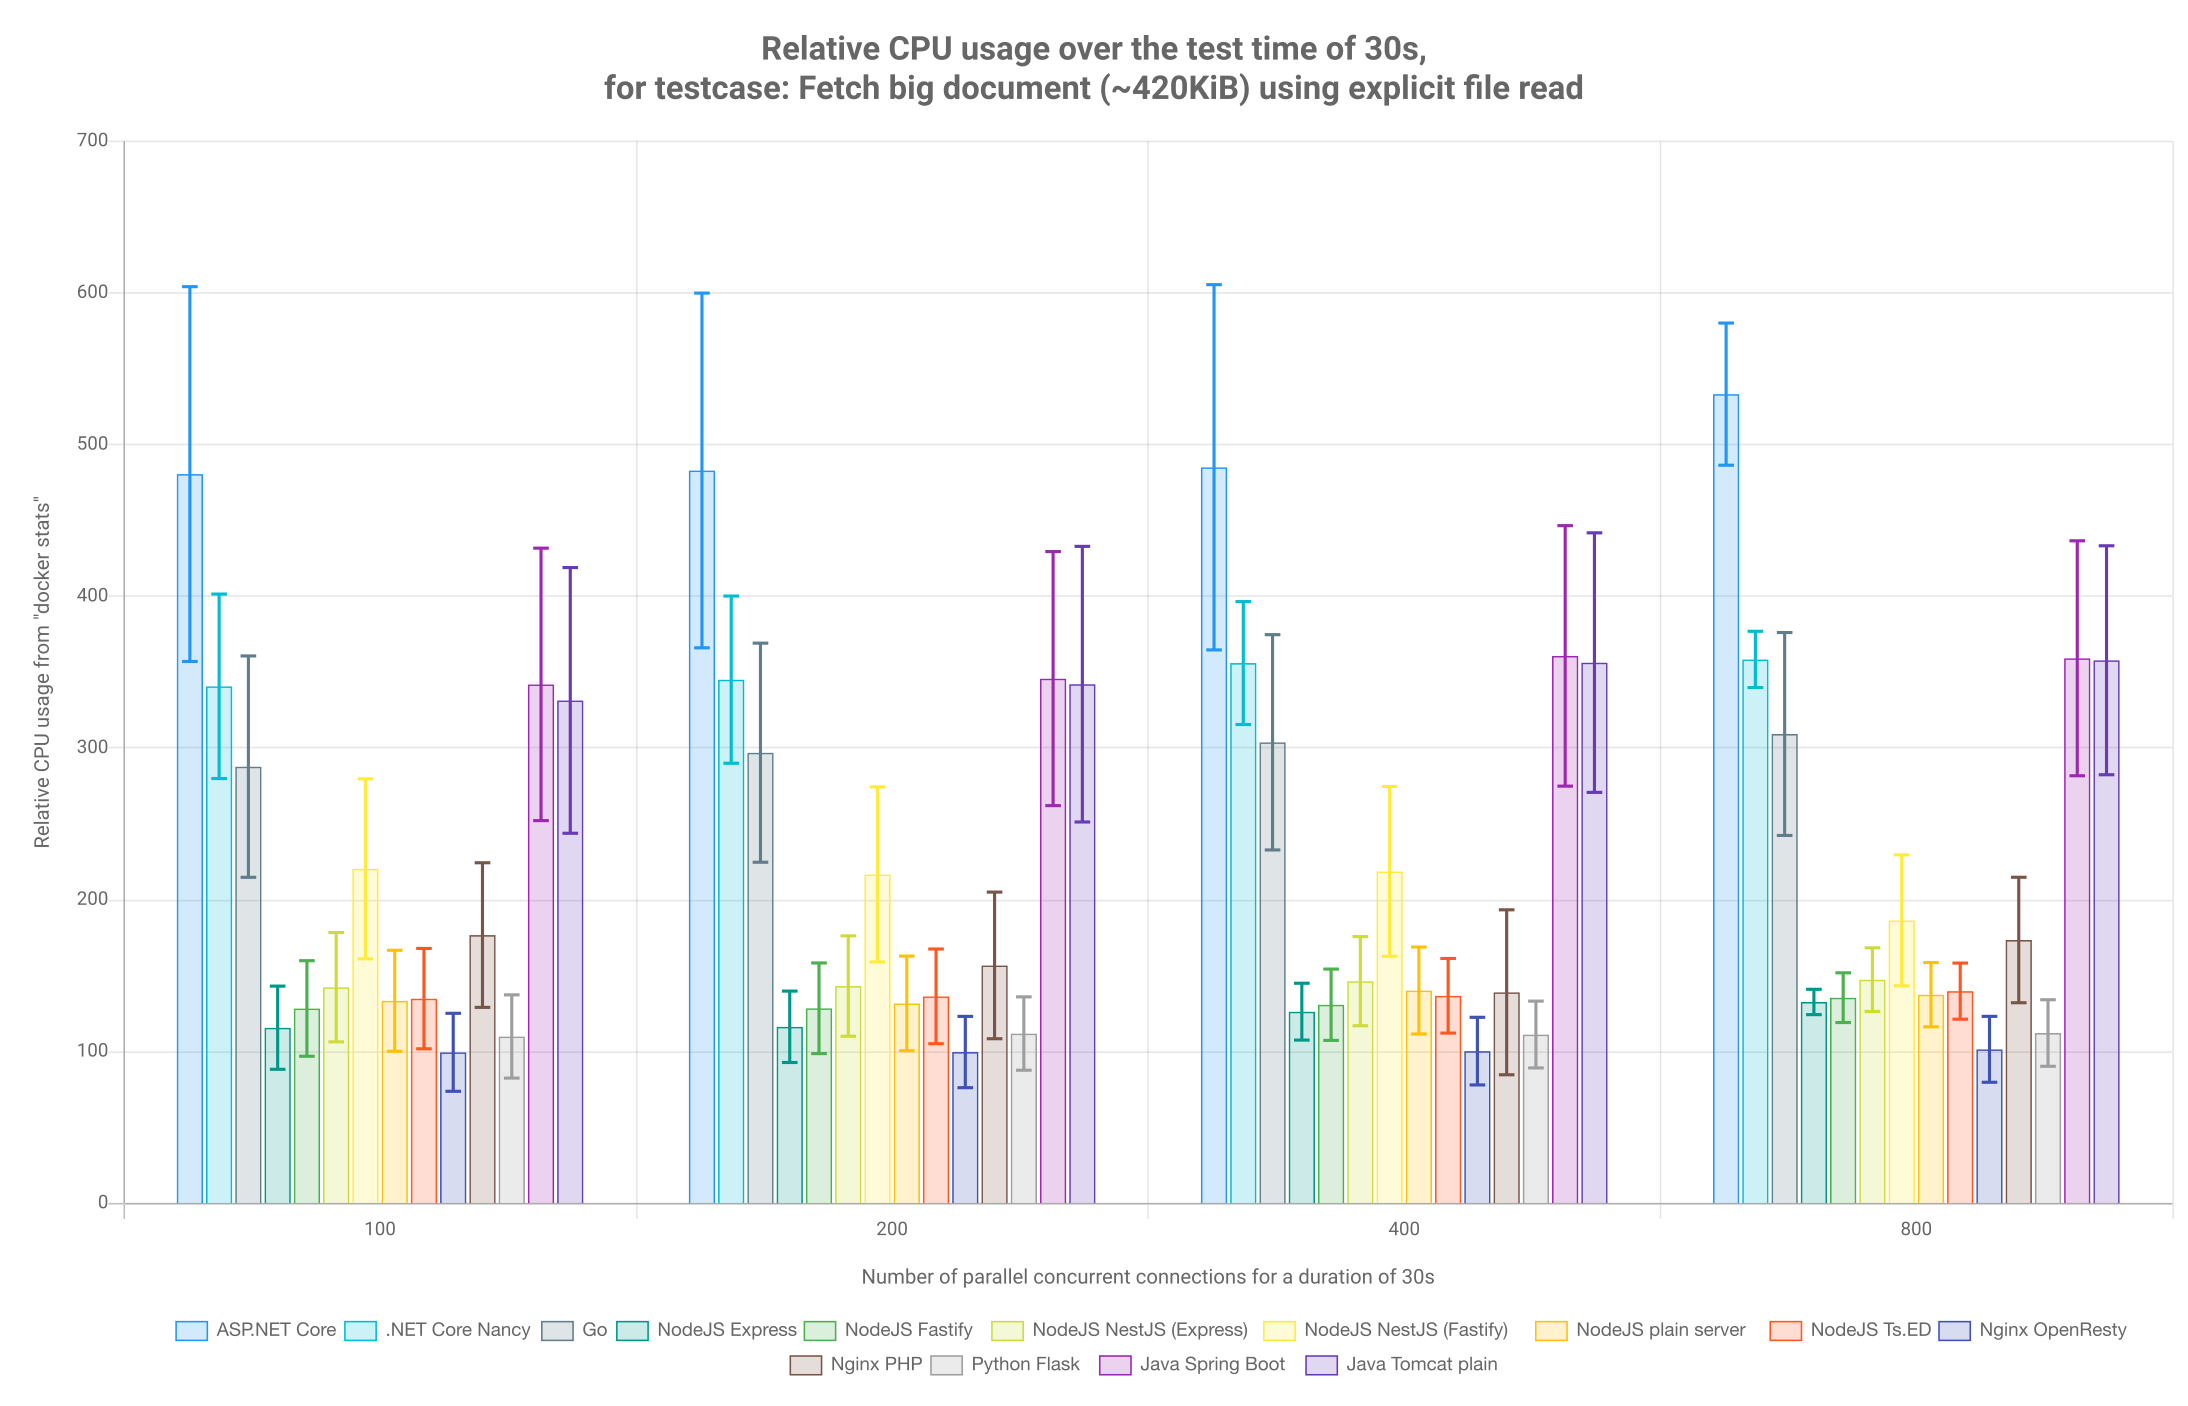 Relative CPU usage over the test time of 30s,
for testcase: Fetch big document (~420KiB) using explicit file read
700
600
500
400
300
200
100
0
Relative CPU usage from "docker stats"
100 200 400 800
Number of parallel concurrent connections for a duration of 30s
ASP.NET Core .NET Core Nancy Go NodeJS Express NodeJS Fastify NodeJS NestJS (Express) NodeJS NestJS (Fastify) NodeJS plain server NodeJS Ts.ED Nginx OpenResty
Nginx PHP Python Flask Java Spring Boot Java Tomcat plain